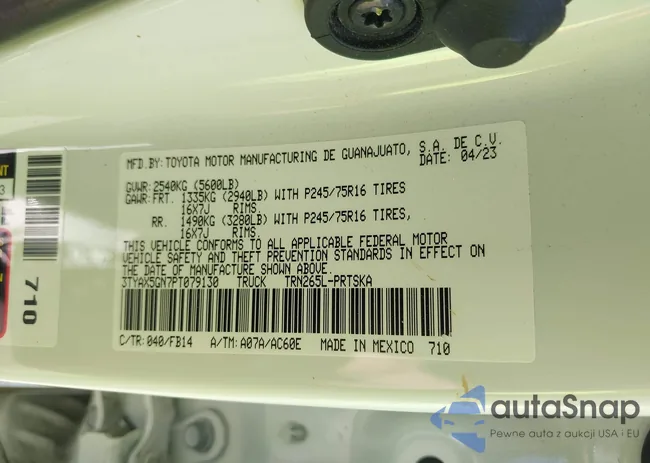 MFD.BY: TOYOTA MOTOR MANUFACTURING DE GUANAJUATO, S.A. DE C.V.
DATE: 04/23
GVWR: 2540KG (5600LB)
GAWR: FRT. 1335KG (2940LB) WITH P245/75R16 TIRES
16X7J RIMS,
RR. 1490KG (3280LB) WITH P245/75R16 TIRES,
16X7J RIMS,
THIS VEHICLE CONFORMS TO ALL APPLICABLE FEDERAL MOTOR
VEHICLE SAFETY AND THEFT PREVENTION STANDARDS IN EFFECT ON
THE DATE OF MANUFACTURE SHOWN ABOVE.
3TYAX5GN7PT079130 TRUCK TRN265L-PRTSKA
C/TR: 040/FB14 A/TM: A07A/AC60E MADE IN MEXICO 710
710
autaSnap
Pewne auta z aukcji USA i EU